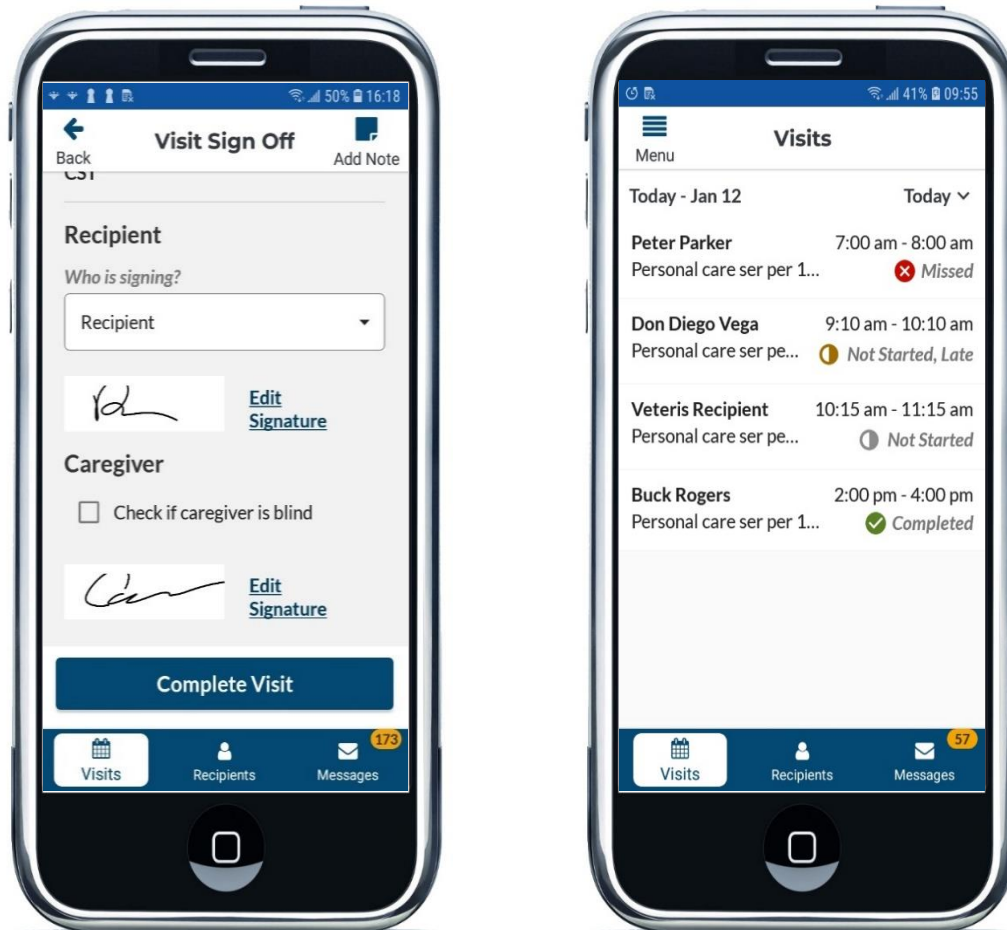 50% 16:18
Back
Visit Sign Off
Add Note
CST
Recipient
Who is signing?
Recipient
Edit
Signature
Caregiver
Check if caregiver is blind
Edit
Signature
Complete Visit
Visits
Recipients
173
Messages
41% 09:55
Menu
Visits
Today - Jan 12 Today
Peter Parker 7:00 am - 8:00 am
Personal care ser per 1... Missed
Don Diego Vega 9:10 am - 10:10 am
Personal care ser pe... Not Started, Late
Veteris Recipient 10:15 am - 11:15 am
Personal care ser pe... Not Started
Buck Rogers 2:00 pm - 4:00 pm
Personal care ser per 1... Completed
Visits
Recipients
57
Messages